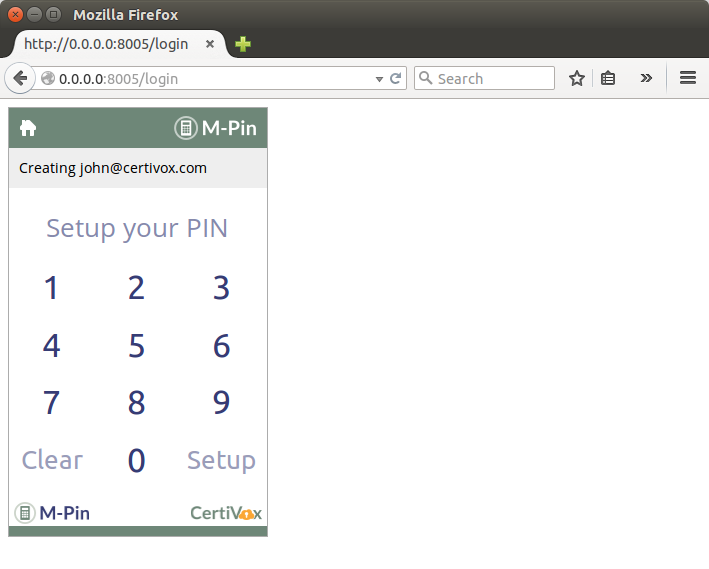 Mozilla Firefox
http://0.0.0.0:8005/login
0.0.0.0:8005/login
Search
M-Pin
Creating john@certivox.com
Setup your PIN
1 2 3
4 5 6
7 8 9
Clear 0 Setup
M-Pin CertiVox